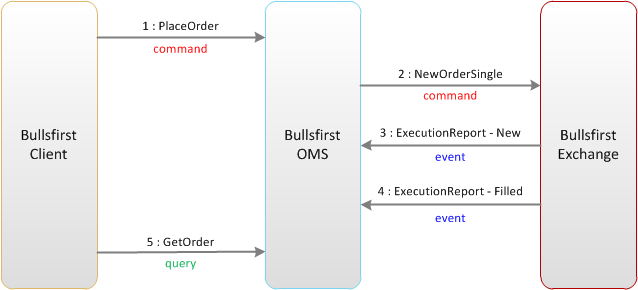 1 : PlaceOrder
command
2 : NewOrderSingle
command
Bullsfirst
Client
Bullsfirst
OMS
3 : ExecutionReport - New
event
Bullsfirst
Exchange
4 : ExecutionReport - Filled
event
5 : GetOrder
query